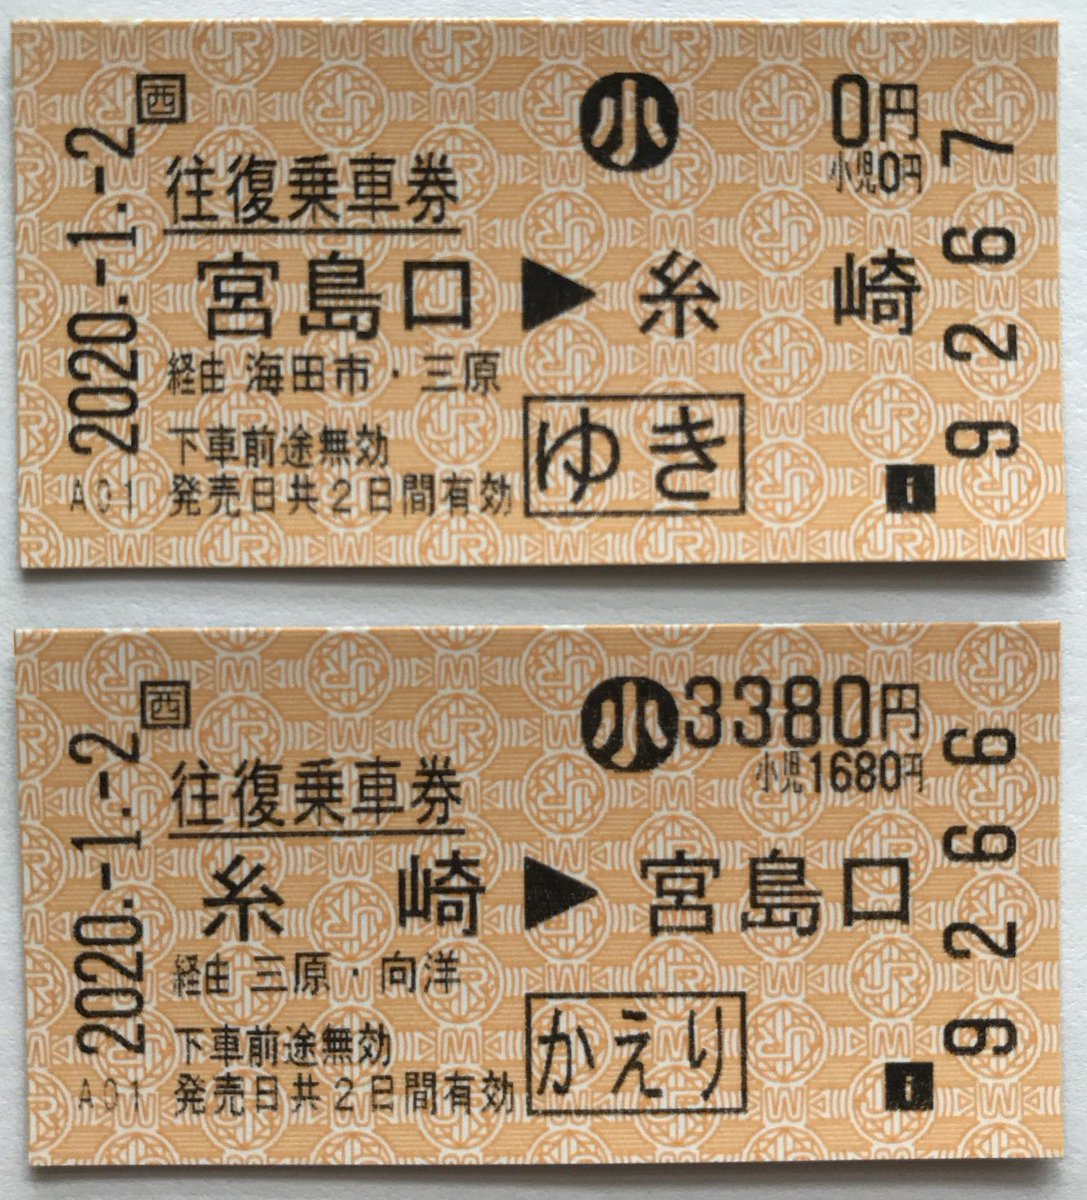 2020.-1.-2
西
小 0円
小児0円
往復乗車券
宮島口▶糸崎
経由 海田市・三原
下車前途無効
発売日共2日間有効
ゆき
A01
i
9267
2020.-1.-2
西
小 3380円
小児1680円
往復乗車券
糸崎▶宮島口
経由 三原・向洋
下車前途無効
発売日共2日間有効
かえり
A01
i
9266